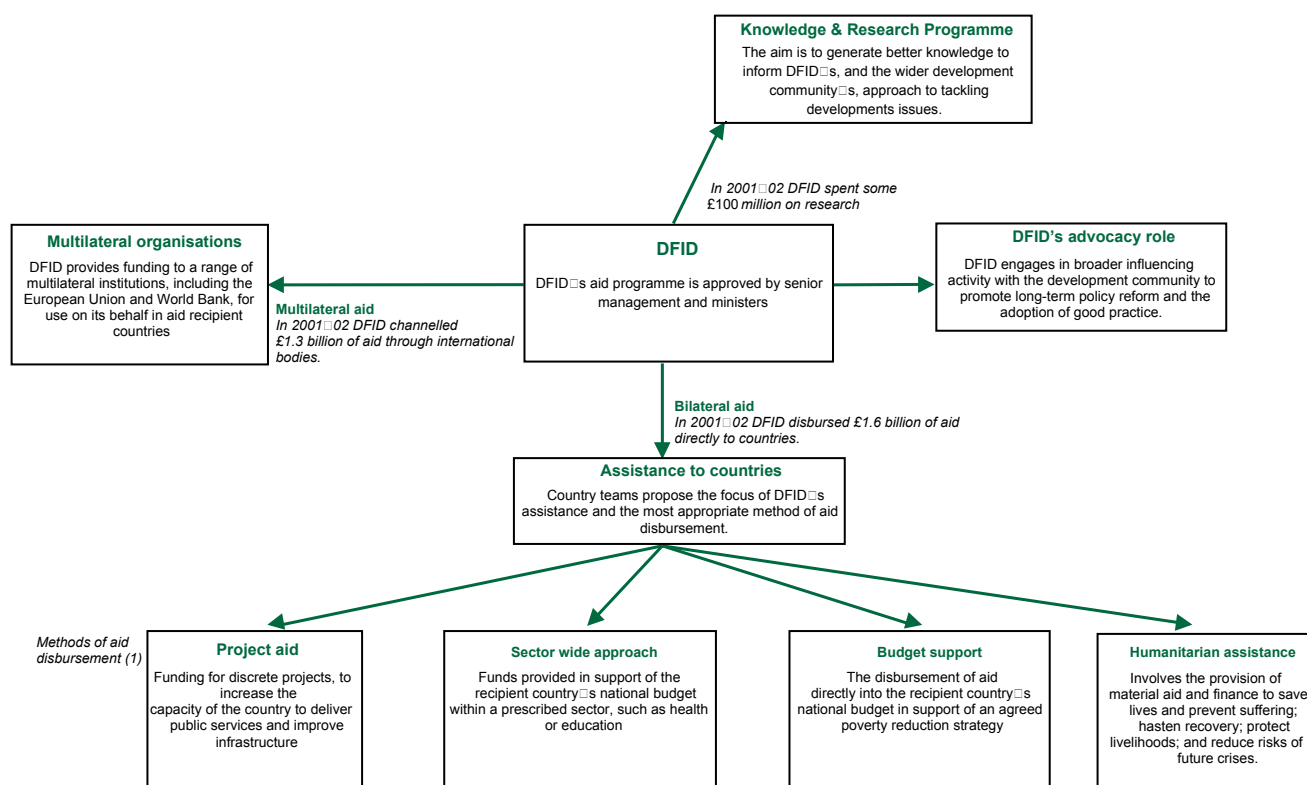 Knowledge & Research Programme
The aim is to generate better knowledge to
inform DFID□s, and the wider development
community□s, approach to tackling
developments issues.
In 2001□02 DFID spent some
£100 million on research
Multilateral organisations
DFID provides funding to a range of
multilateral institutions, including the
European Union and World Bank, for
use on its behalf in aid recipient
countries
Multilateral aid
In 2001□02 DFID channelled
£1.3 billion of aid through international
bodies.
DFID
DFID□s aid programme is approved by senior
management and ministers
DFID's advocacy role
DFID engages in broader influencing
activity with the development community to
promote long-term policy reform and the
adoption of good practice.
Bilateral aid
In 2001□02 DFID disbursed £1.6 billion of aid
directly to countries.
Assistance to countries
Country teams propose the focus of DFID□s
assistance and the most appropriate method of aid
disbursement.
Methods of aid
disbursement (1)
Project aid
Funding for discrete projects, to
increase the
capacity of the country to deliver
public services and improve
infrastructure
Sector wide approach
Funds provided in support of the
recipient country□s national budget
within a prescribed sector, such as health
or education
Budget support
The disbursement of aid
directly into the recipient country□s
national budget in support of an agreed
poverty reduction strategy
Humanitarian assistance
Involves the provision of
material aid and finance to save
lives and prevent suffering;
hasten recovery; protect
livelihoods; and reduce risks of
future crises.